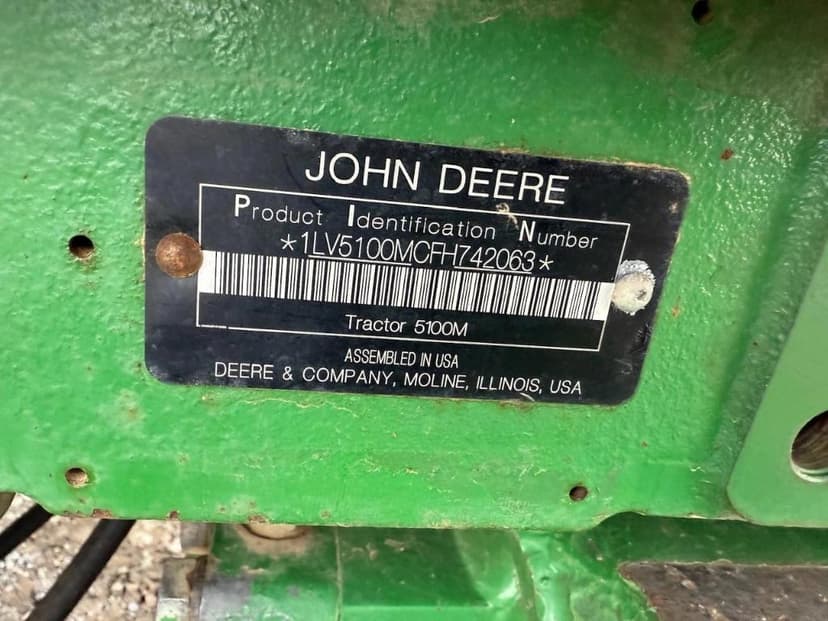 JOHN DEERE
Product Identification Number
*1LV5100MCFH742063*
Tractor 5100M
ASSEMBLED IN USA
DEERE & COMPANY, MOLINE, ILLINOIS, USA